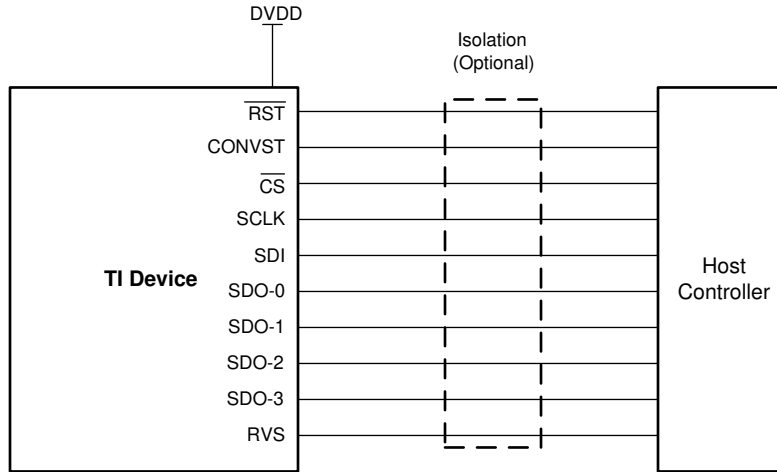 DVDD
Isolation
(Optional)
RST
CONVST
CS
SCLK
SDI
TI Device
SDO-0
SDO-1
SDO-2
SDO-3
RVS
Host
Controller